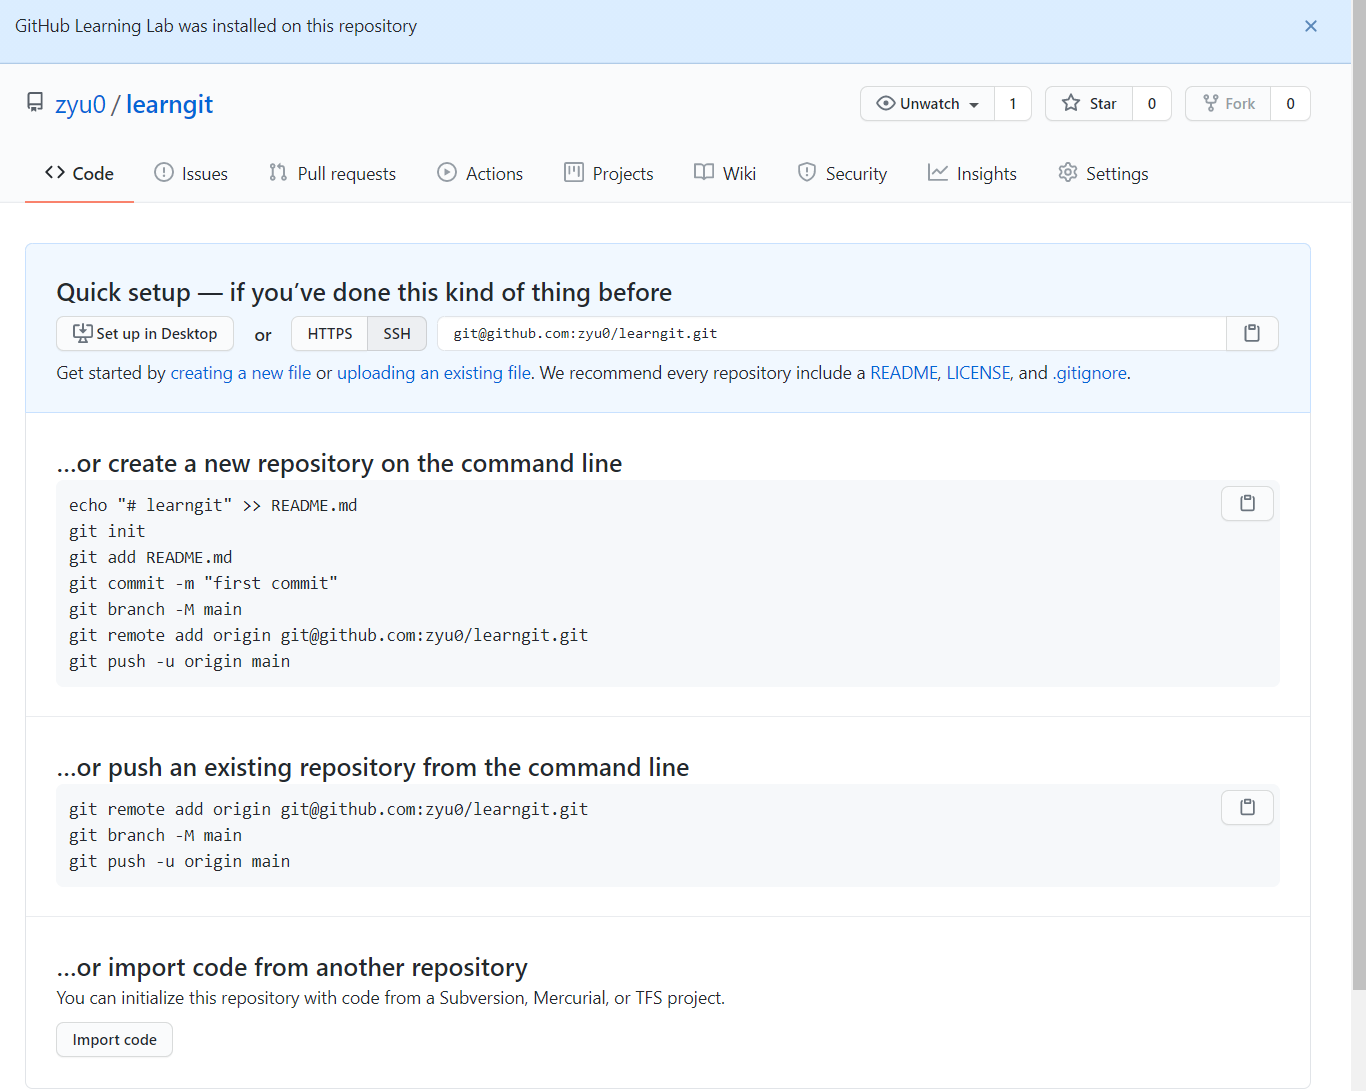 GitHub Learning Lab was installed on this repository
zyu0 / learngit
Unwatch 1 Star 0 Fork 0
Code Issues Pull requests Actions Projects Wiki Security Insights Settings
Quick setup — if you’ve done this kind of thing before
Set up in Desktop or HTTPS SSH git@github.com:zyu0/learngit.git
Get started by creating a new file or uploading an existing file. We recommend every repository include a README, LICENSE, and .gitignore.
…or create a new repository on the command line
echo "# learngit" >> README.md
git init
git add README.md
git commit -m "first commit"
git branch -M main
git remote add origin git@github.com:zyu0/learngit.git
git push -u origin main
…or push an existing repository from the command line
git remote add origin git@github.com:zyu0/learngit.git
git branch -M main
git push -u origin main
…or import code from another repository
You can initialize this repository with code from a Subversion, Mercurial, or TFS project.
Import code